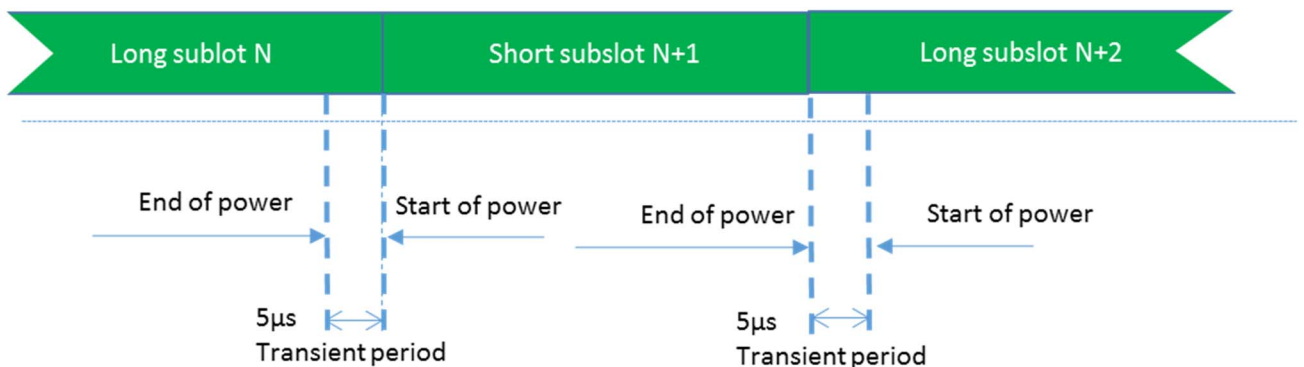 Long sublot N
Short subslot N+1
Long subslot N+2
End of power
Start of power
End of power
Start of power
5µs
Transient period
5µs
Transient period